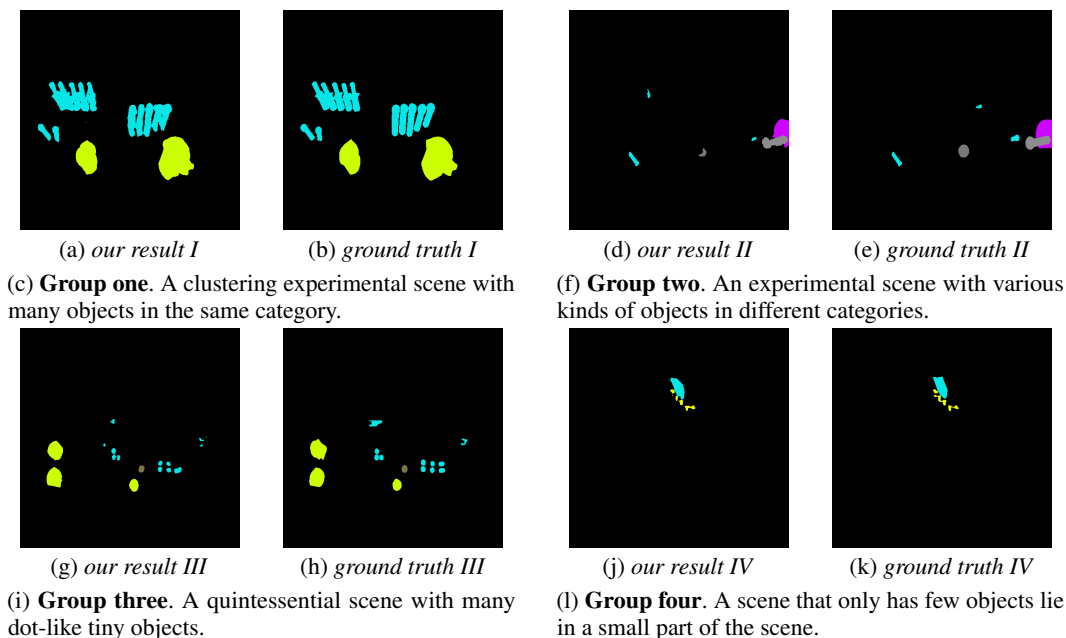 (a) our result I
(b) ground truth I
(d) our result II
(e) ground truth II
(c) Group one. A clustering experimental scene with
many objects in the same category.
(f) Group two. An experimental scene with various
kinds of objects in different categories.
(g) our result III
(h) ground truth III
(j) our result IV
(k) ground truth IV
(i) Group three. A quintessential scene with many
dot-like tiny objects.
(l) Group four. A scene that only has few objects lie
in a small part of the scene.